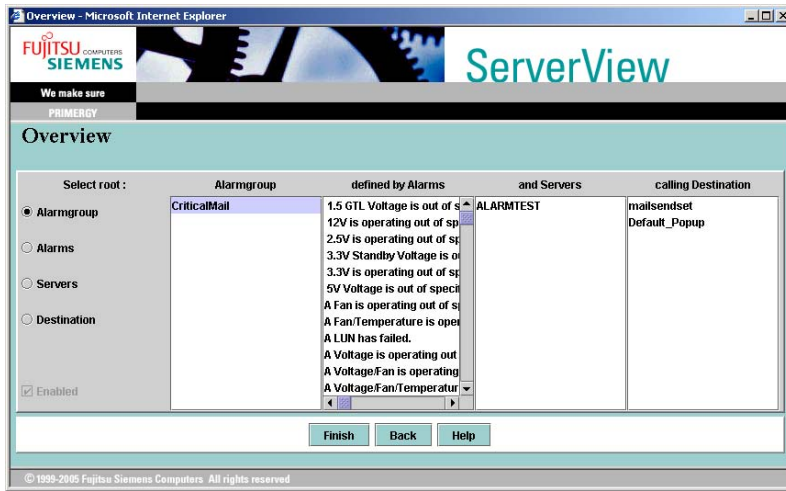 Overview - Microsoft Internet Explorer
FUJITSU COMPUTERS
SIEMENS
ServerView
We make sure
PRIMERGY
Overview
Select root :
Alarmgroup
defined by Alarms
and Servers
calling Destination
Alarmgroup
Alarms
Servers
Destination
Enabled
CriticalMail
1.5 GTL Voltage is out of s
12V is operating out of sp
2.5V is operating out of sp
3.3V Standby Voltage is o
3.3V is operating out of sp
5V Voltage is out of specif
A Fan is operating out of sp
A Fan/Temperature is oper
A LUN has failed.
A Voltage is operating out
A Voltage/Fan is operating
A Voltage/Fan/Temperatur
ALARMTEST
mailsendset
Default_Popup
Finish
Back
Help
© 1999-2005 Fujitsu Siemens Computers All rights reserved